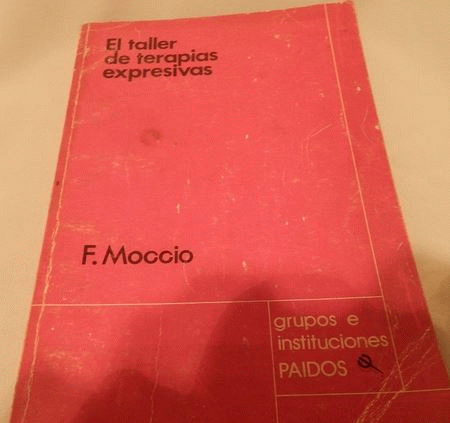 El taller
de terapias
expresivas
F. Moccio
grupos e
instituciones
PAIDOS